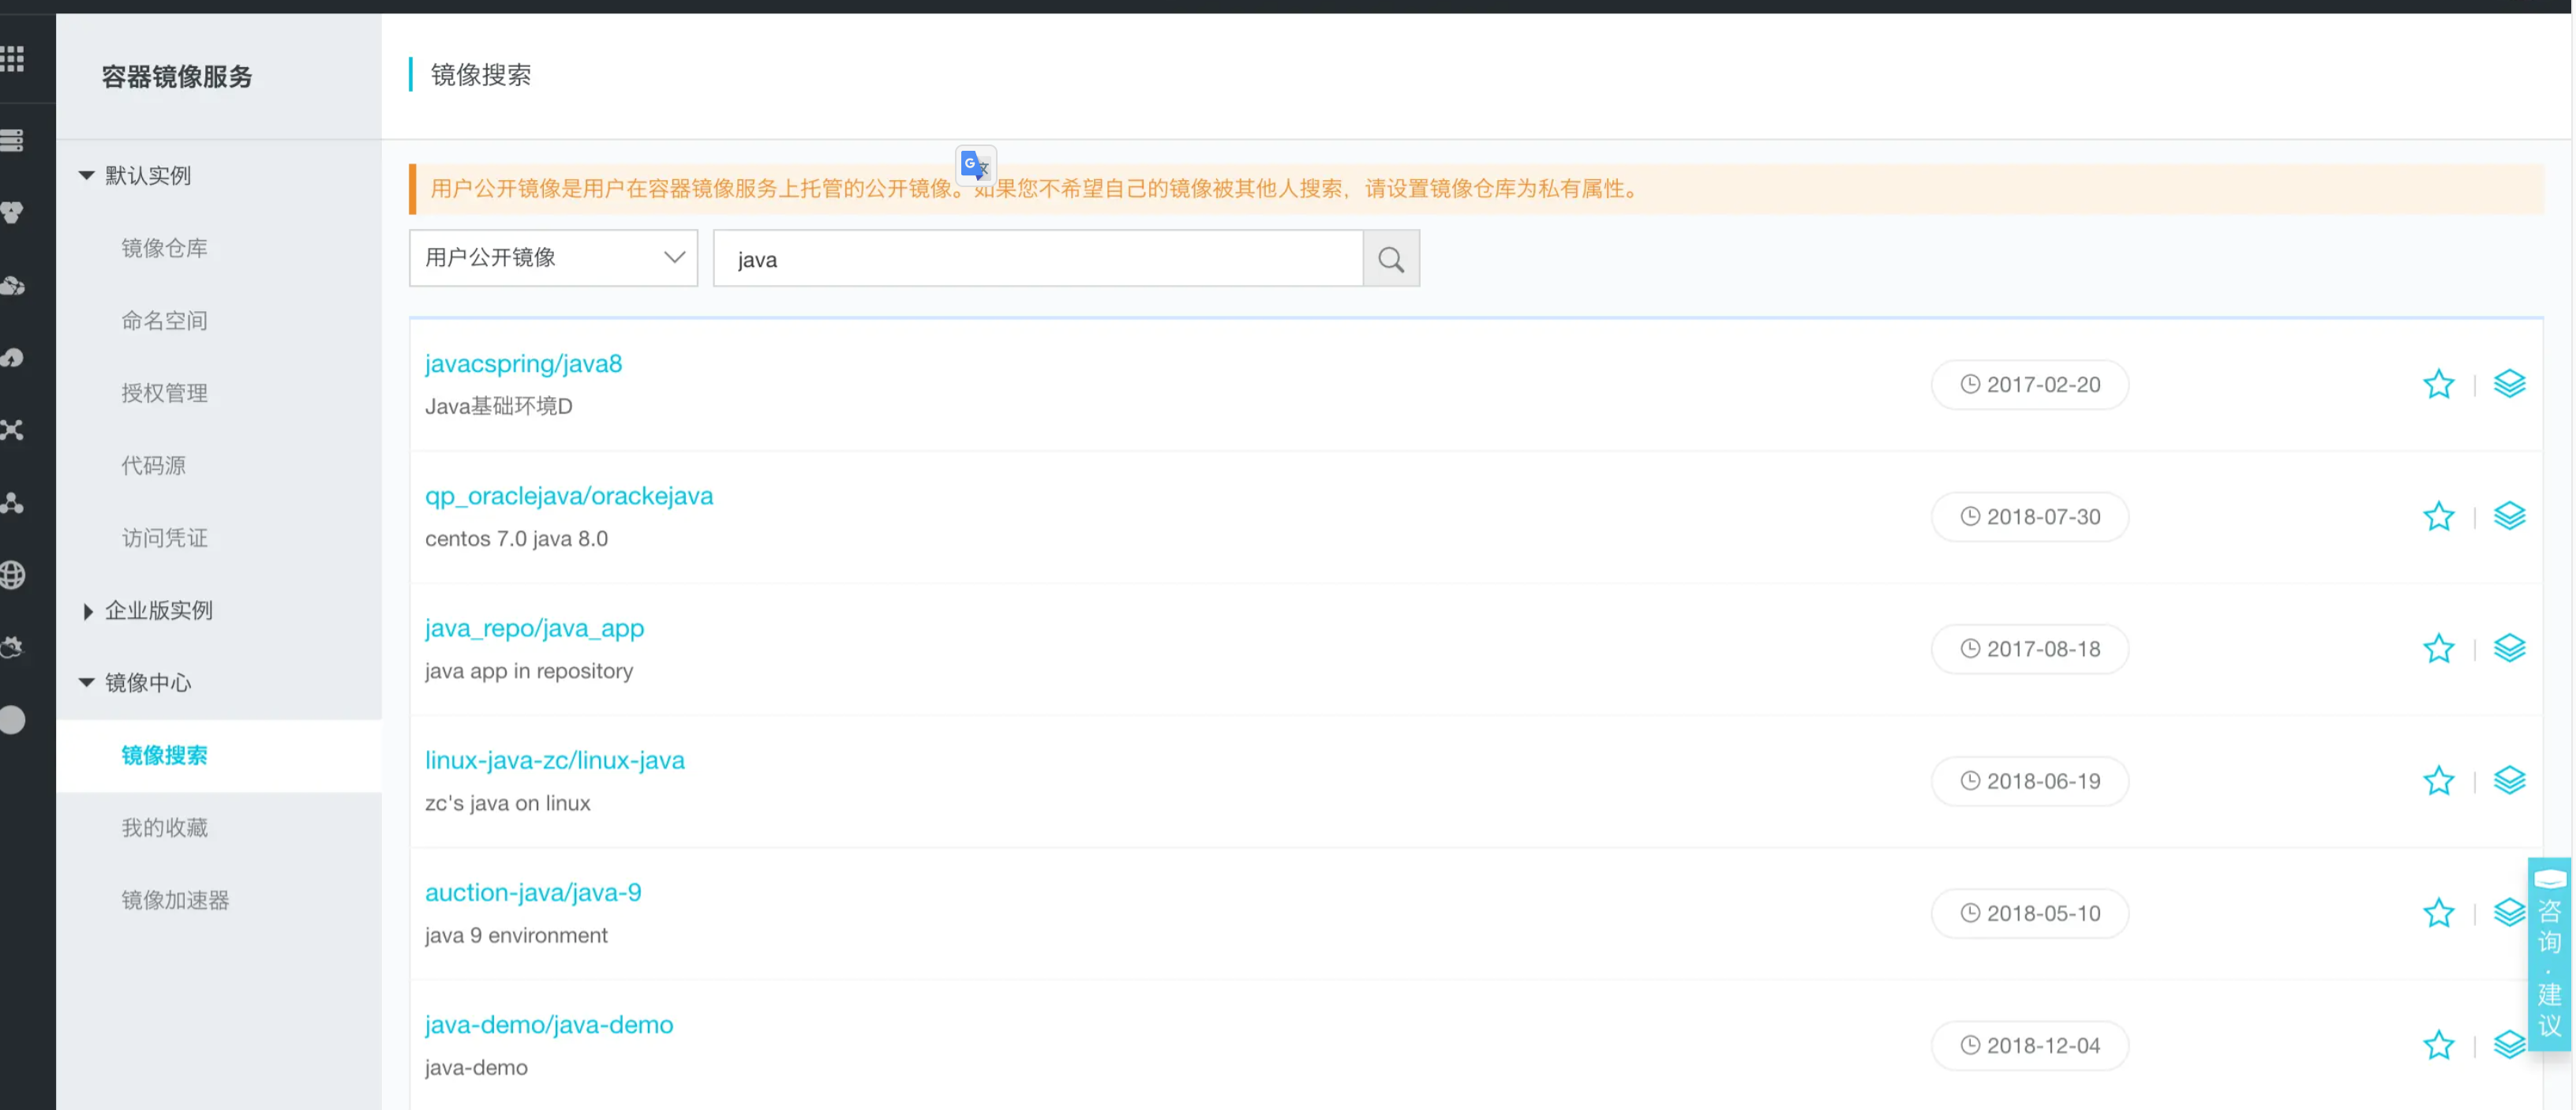 容器镜像服务
默认实例
镜像仓库
命名空间
授权管理
代码源
访问凭证
企业版实例
镜像中心
镜像搜索
我的收藏
镜像加速器
镜像搜索
用户公开镜像是用户在容器镜像服务上托管的公开镜像。如果您不希望自己的镜像被其他人搜索，请设置镜像仓库为私有属性。
用户公开镜像 java
javacspring/java8
Java基础环境D
2017-02-20
qp_oraclejava/orackejava
centos 7.0 java 8.0
2018-07-30
java_repo/java_app
java app in repository
2017-08-18
linux-java-zc/linux-java
zc's java on linux
2018-06-19
auction-java/java-9
java 9 environment
2018-05-10
java-demo/java-demo
java-demo
2018-12-04
咨询·建议